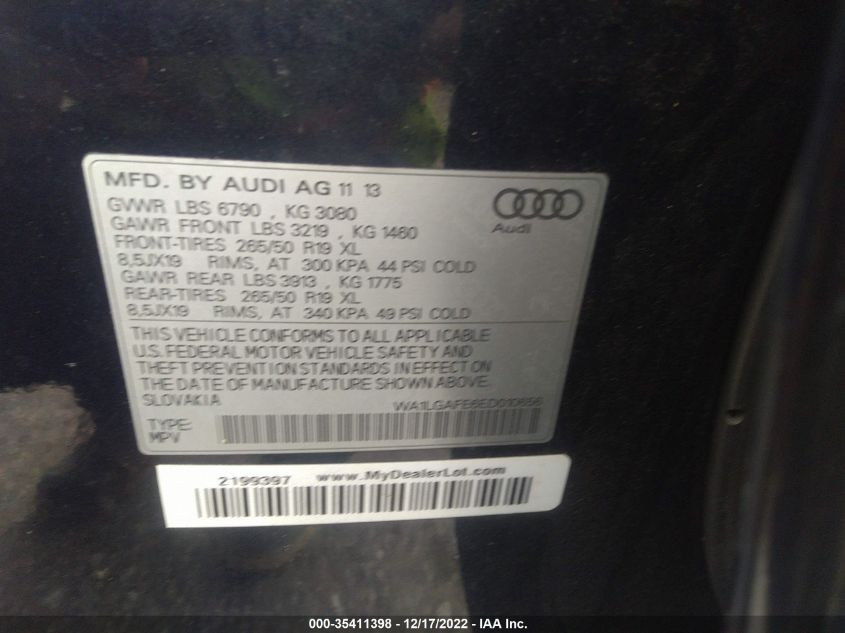 MFD. BY AUDI AG 11 13
GVWR LBS 6790 , KG 3080
GAWR FRONT LBS 3219 , KG 1460
FRONT-TIRES 265/50 R19 XL
8,5JX19 RIMS, AT 300 KPA 44 PSI COLD
GAWR REAR LBS 3913 , KG 1775
REAR-TIRES 265/50 R19 XL
8,5JX19 RIMS, AT 340 KPA 49 PSI COLD
Audi
THIS VEHICLE CONFORMS TO ALL APPLICABLE
U.S. FEDERAL MOTOR VEHICLE SAFETY AND
THEFT PREVENTION STANDARDS IN EFFECT ON
THE DATE OF MANUFACTURE SHOWN ABOVE.
SLOVAKIA WA1LGAFE6ED010656
TYPE:
MPV
2199397 www.MyDealerLot.com
000-35411398 - 12/17/2022 - IAA Inc.